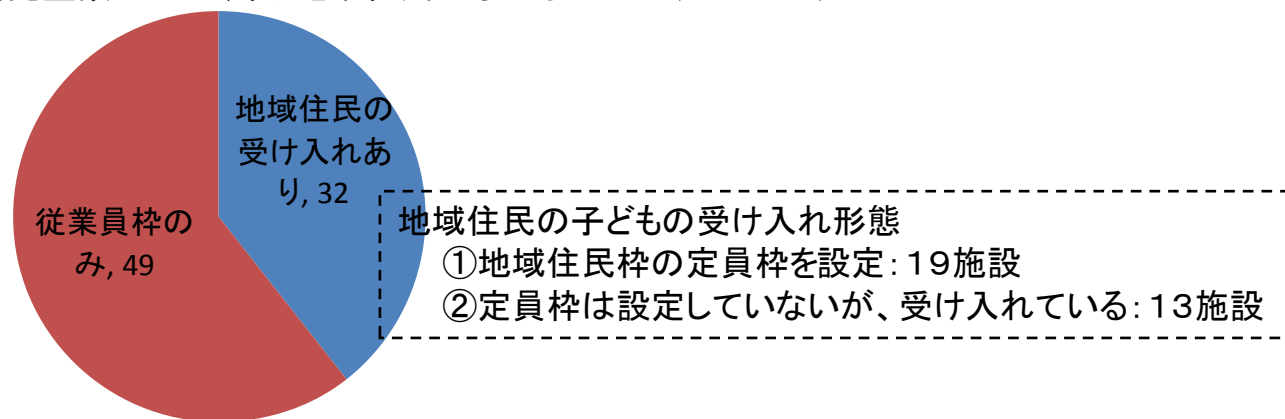 地域住民の
受け入れあ
り, 32
従業員枠の
み, 49
地域住民の子どもの受け入れ形態
①地域住民枠の定員枠を設定：１９施設
②定員枠は設定していないが、受け入れている：１３施設